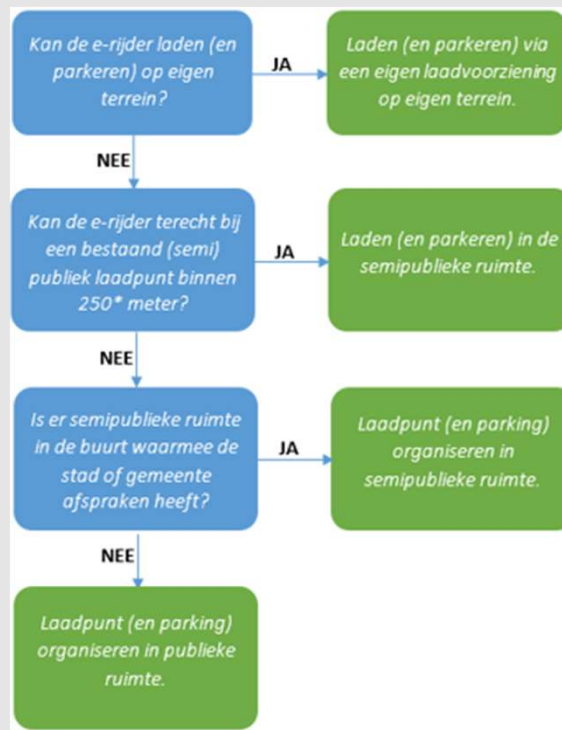 Kan de e-rijder laden (en
parkeren) op eigen
terrein?
JA
Laden (en parkeren) via
een eigen laadvoorziening
op eigen terrein.
NEE
Kan de e-rijder terecht bij
een bestaand (semi)
publiek laadpunt binnen
250* meter?
JA
Laden (en parkeren) in de
semipublieke ruimte.
NEE
Is er semipublieke ruimte
in de buurt waarmee de
stad of gemeente
afspraken heeft?
JA
Laadpunt (en parking)
organiseren in
semipublieke ruimte.
NEE
Laadpunt (en parking)
organiseren in publieke
ruimte.